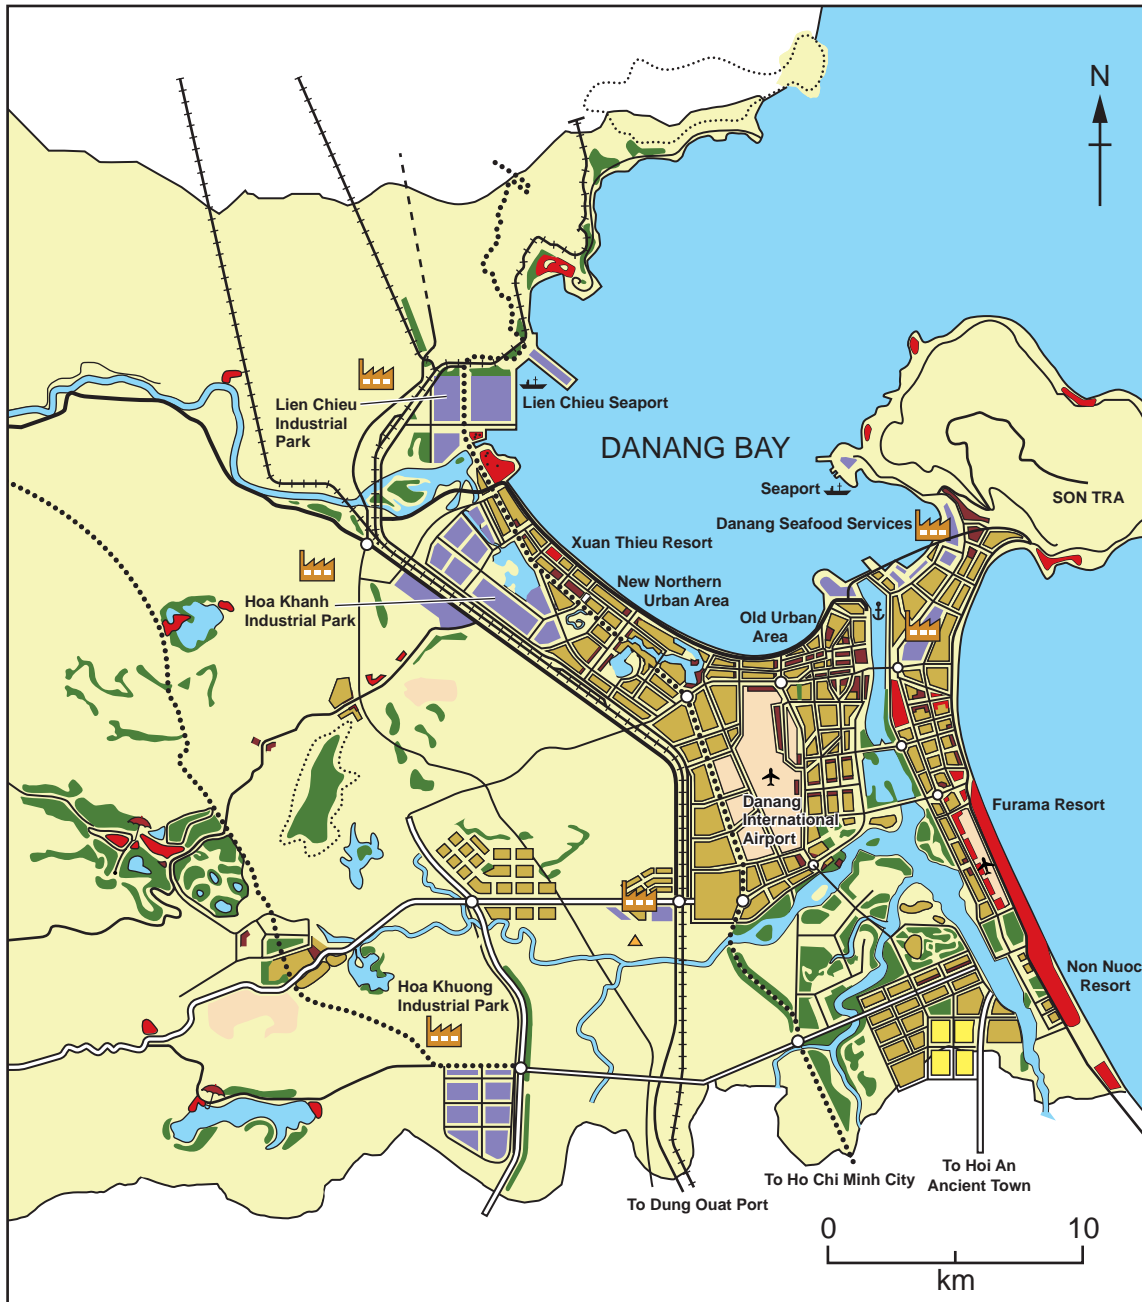 N
Lien Chieu
Industrial
Park
Lien Chieu Seaport
DANANG BAY
Seaport
SON TRA
Danang Seafood Services
Xuan Thieu Resort
New Northern
Urban Area
Old Urban
Area
Hoa Khanh
Industrial Park
Danang
International
Airport
Furama Resort
Non Nuoc
Resort
Hoa Khuong
Industrial Park
To Ho Chi Minh City
To Hoi An
Ancient Town
To Dung Ouat Port
0 10
km